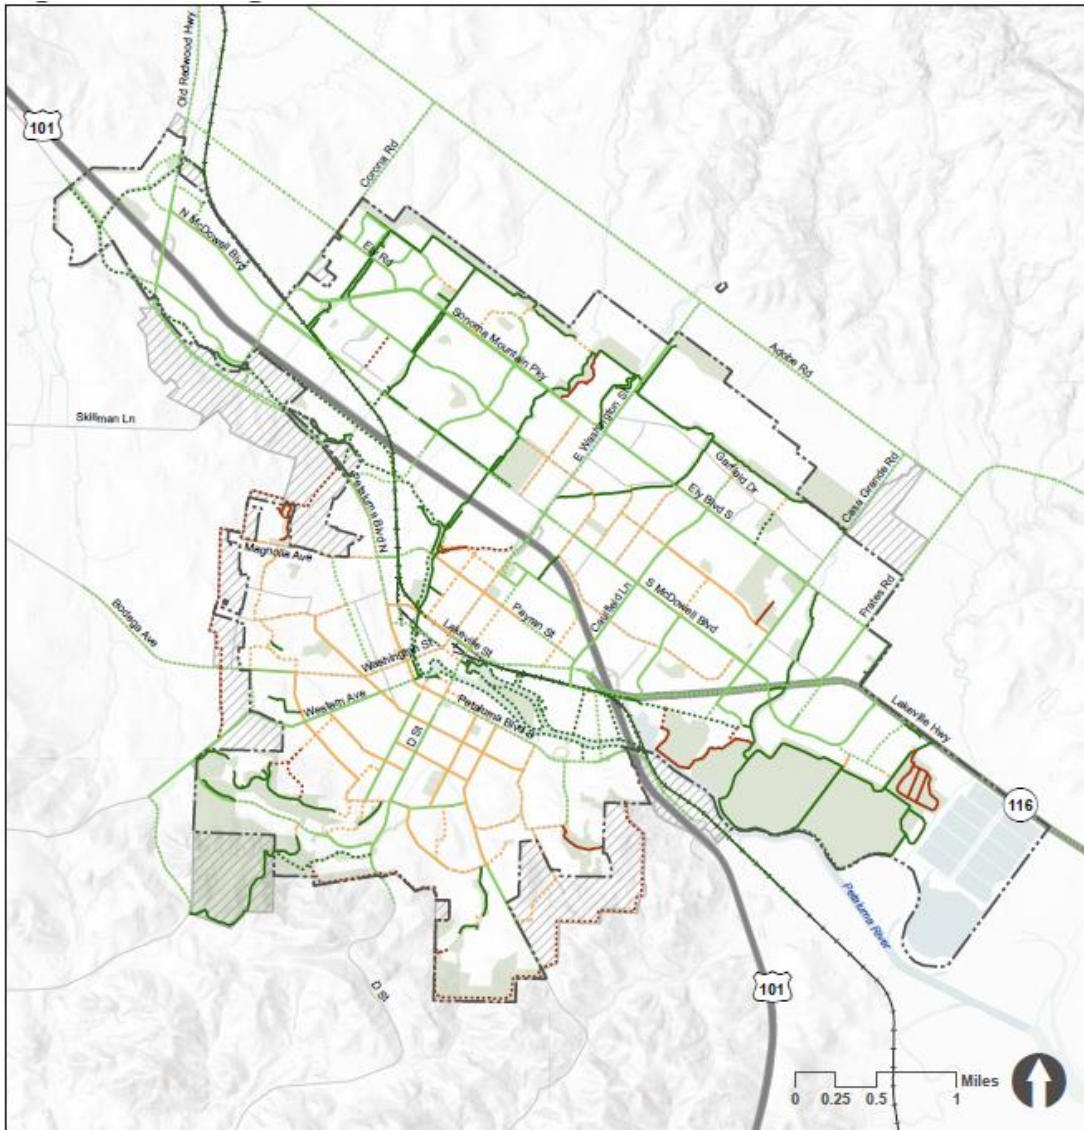 Old Redwood Hwy
101
Corona Rd
N McDowell Blvd
Ely Rd
Sonoma Mountain Pky
Adobe Rd
Skillman Ln
E. Washington St
Petaluma Blvd N
Garfield Dr
Casa Grande Rd
Ely Blvd S
Magnolia Ave
Bodega Ave
Payran St
Caulfield Ln
S McDowell Blvd
Frates Rd
Lakeville St
Washington St
Western Ave
Petaluma Blvd S
D St
Lakeville Hwy
116
Petaluma River
D St
101
Miles
0 0.25 0.5 1